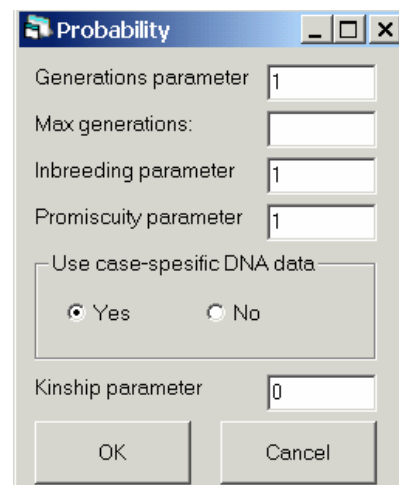 Probability
Generations parameter 1
Max generations:
Inbreeding parameter 1
Promiscuity parameter 1
Use case-spesific DNA data
Yes No
Kinship parameter 0
OK Cancel